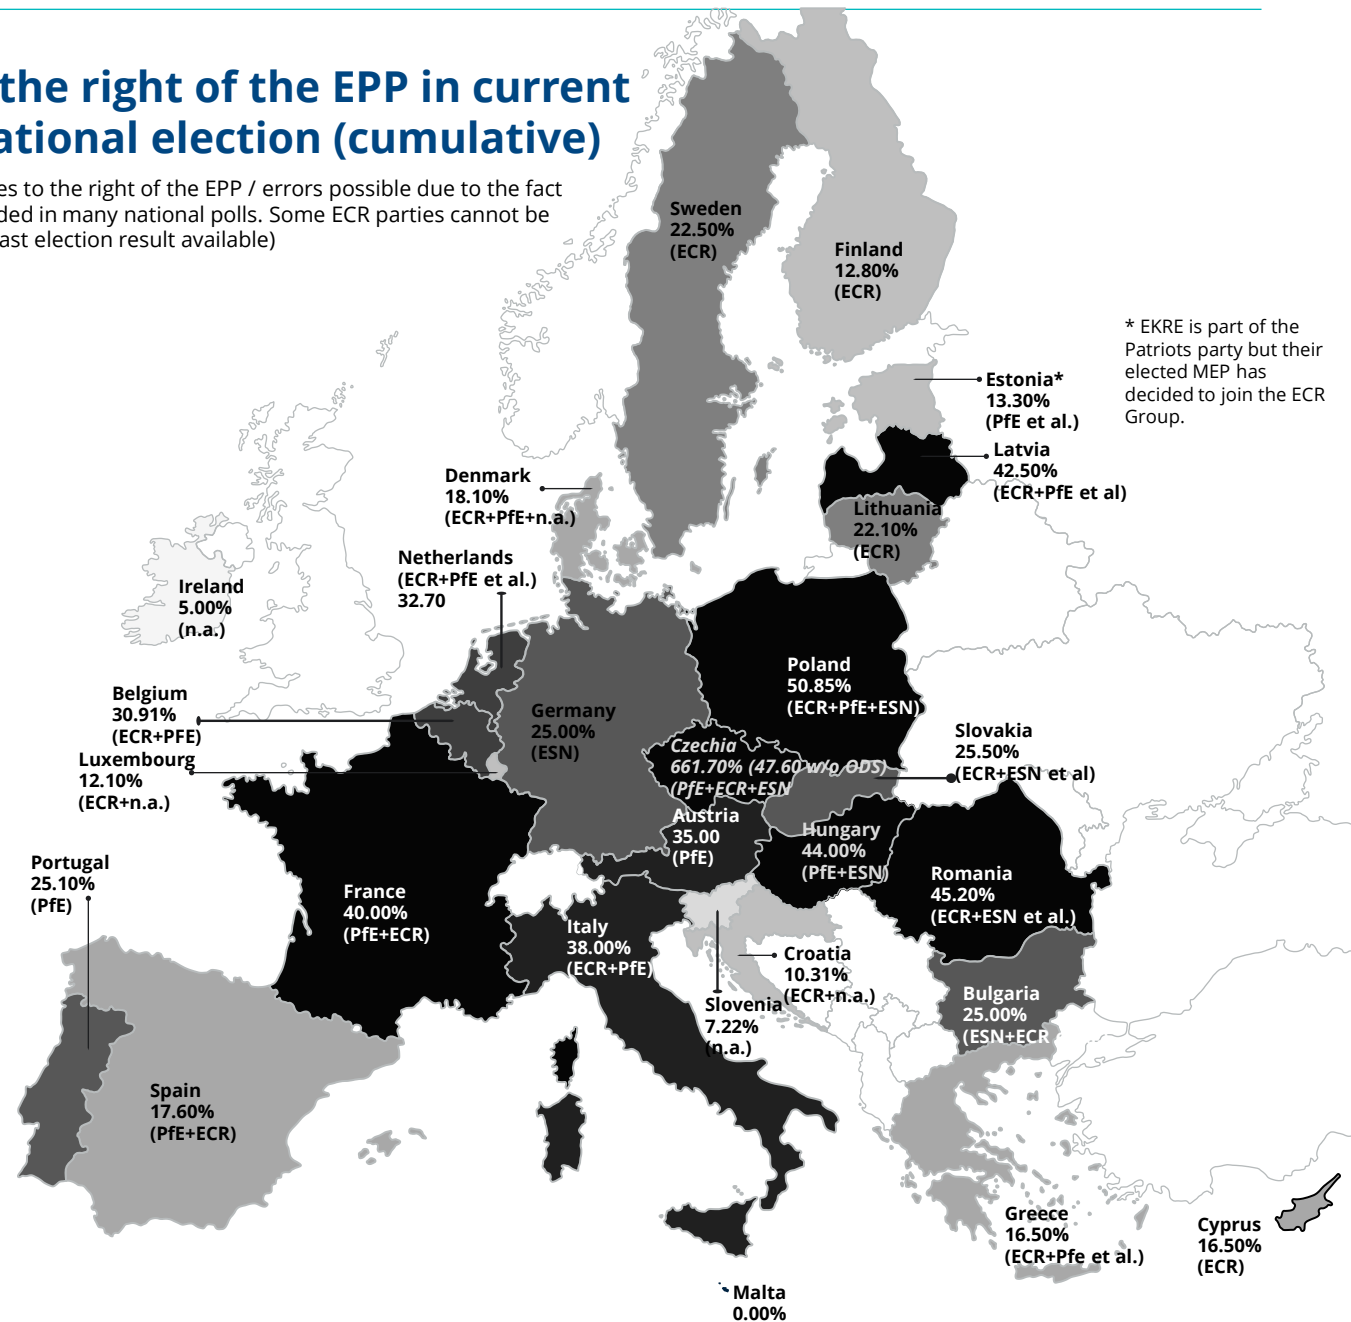 the right of the EPP in current
ational election (cumulative)
es to the right of the EPP / errors possible due to the fact
ded in many national polls. Some ECR parties cannot be
ast election result available)
Sweden
22.50%
(ECR)
Finland
12.80%
(ECR)
* EKRE is part of the
Patriots party but their
elected MEP has
decided to join the ECR
Group.
Estonia*
13.30%
(PfE et al.)
Latvia
42.50%
(ECR+PfE et al)
Lithuania
22.10%
(ECR)
Denmark
18.10%
(ECR+PfE+n.a.)
Netherlands
(ECR+PfE et al.)
32.70
Ireland
5.00%
(n.a.)
Poland
50.85%
(ECR+PfE+ESN)
Belgium
30.91%
(ECR+PFE)
Germany
25.00%
(ESN)
Luxembourg
12.10%
(ECR+n.a.)
Czechia
661.70% (47.60 w/o ODS)
(PfE+ECR+ESN
Slovakia
25.50%
(ECR+ESN et al)
Austria
35.00
(PfE)
Hungary
44.00%
(PfE+ESN)
Portugal
25.10%
(PfE)
France
40.00%
(PfE+ECR)
Romania
45.20%
(ECR+ESN et al.)
Italy
38.00%
(ECR+PfE)
Croatia
10.31%
(ECR+n.a.)
Slovenia
7.22%
(n.a.)
Bulgaria
25.00%
(ESN+ECR
Spain
17.60%
(PfE+ECR)
Greece
16.50%
(ECR+Pfe et al.)
Cyprus
16.50%
(ECR)
Malta
0.00%